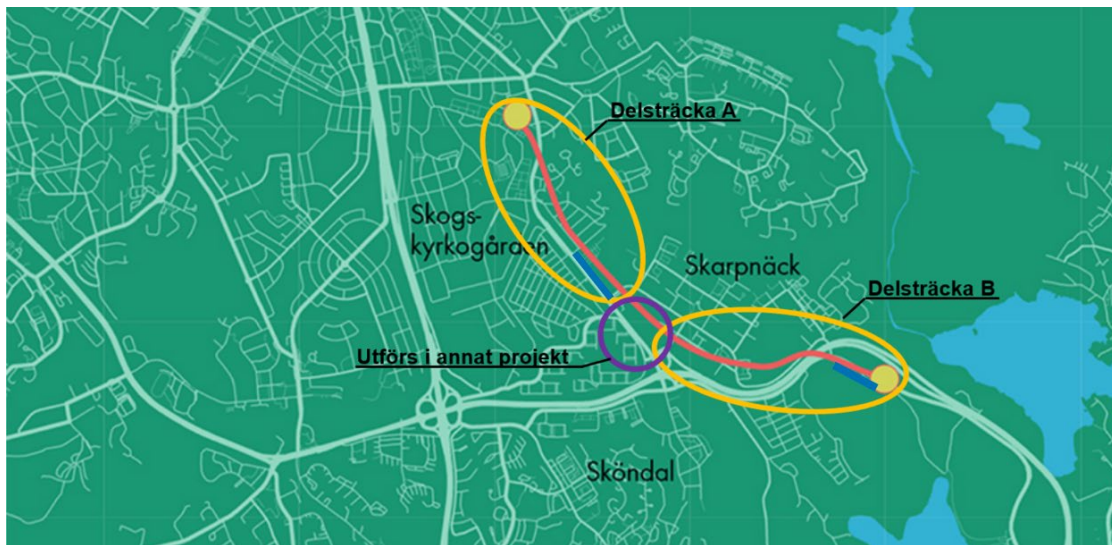 Delsträcka A
Skogs-
kyrkogården
Skarpnäck
Delsträcka B
Utförs i annat projekt
Sköndal